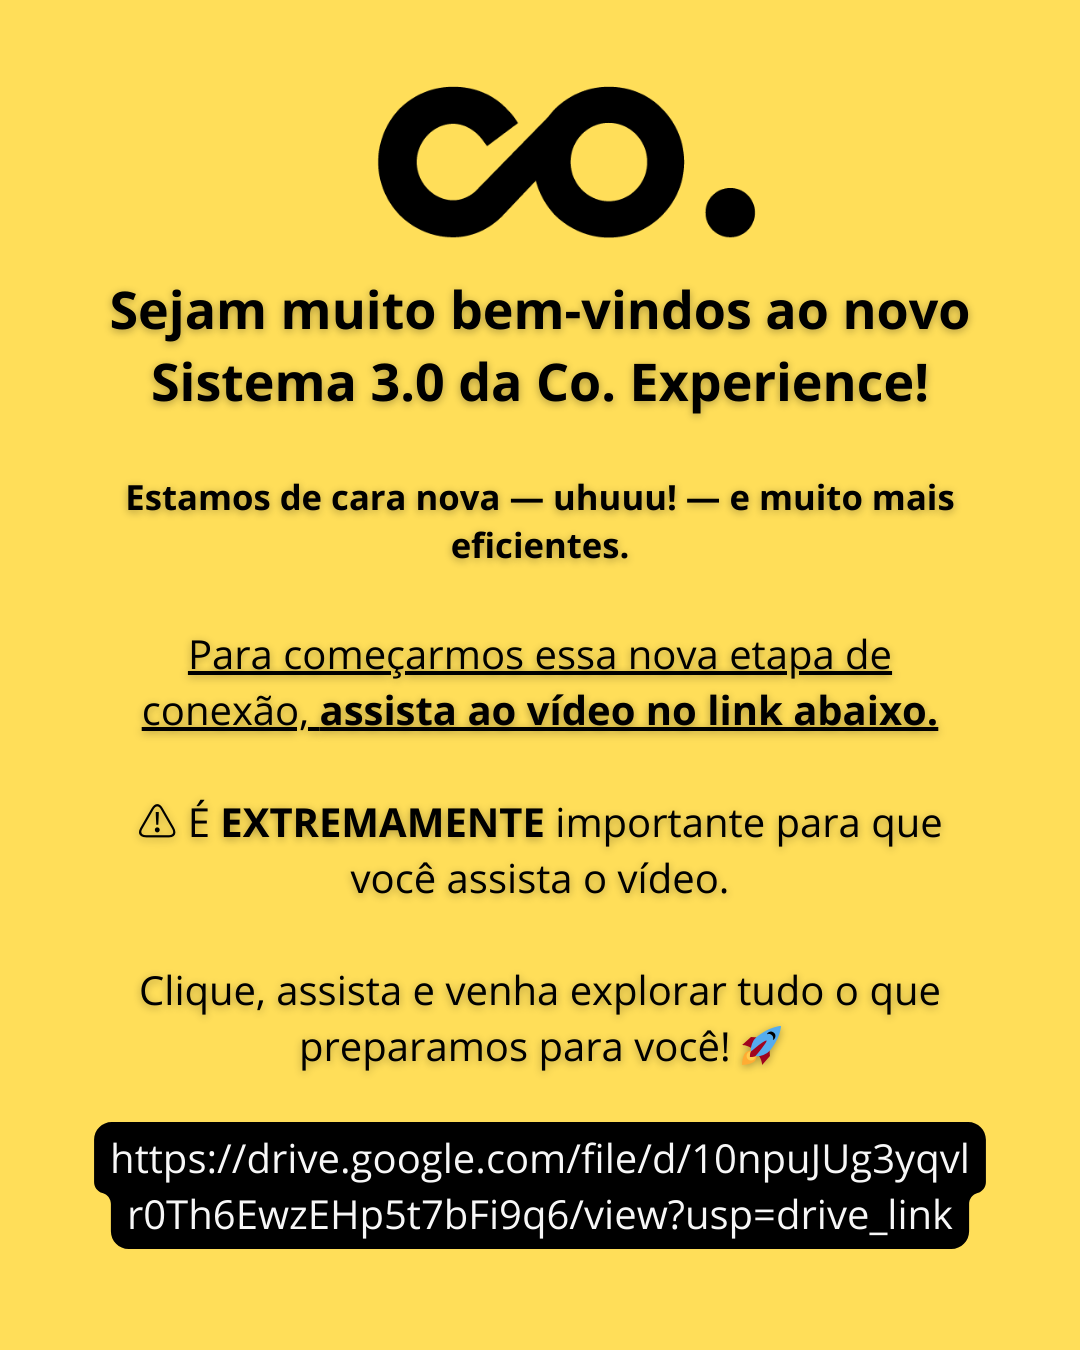 co.
Sejam muito bem-vindos ao novo
Sistema 3.0 da Co. Experience!
Estamos de cara nova — uhuuu! — e muito mais
eficientes.
Para começarmos essa nova etapa de
conexão, assista ao vídeo no link abaixo.
⚠ É EXTREMAMENTE importante para que
você assista o vídeo.
Clique, assista e venha explorar tudo o que
preparamos para você! 🚀
https://drive.google.com/file/d/10npuJUg3yqvl
r0Th6EwzEHp5t7bFi9q6/view?usp=drive_link